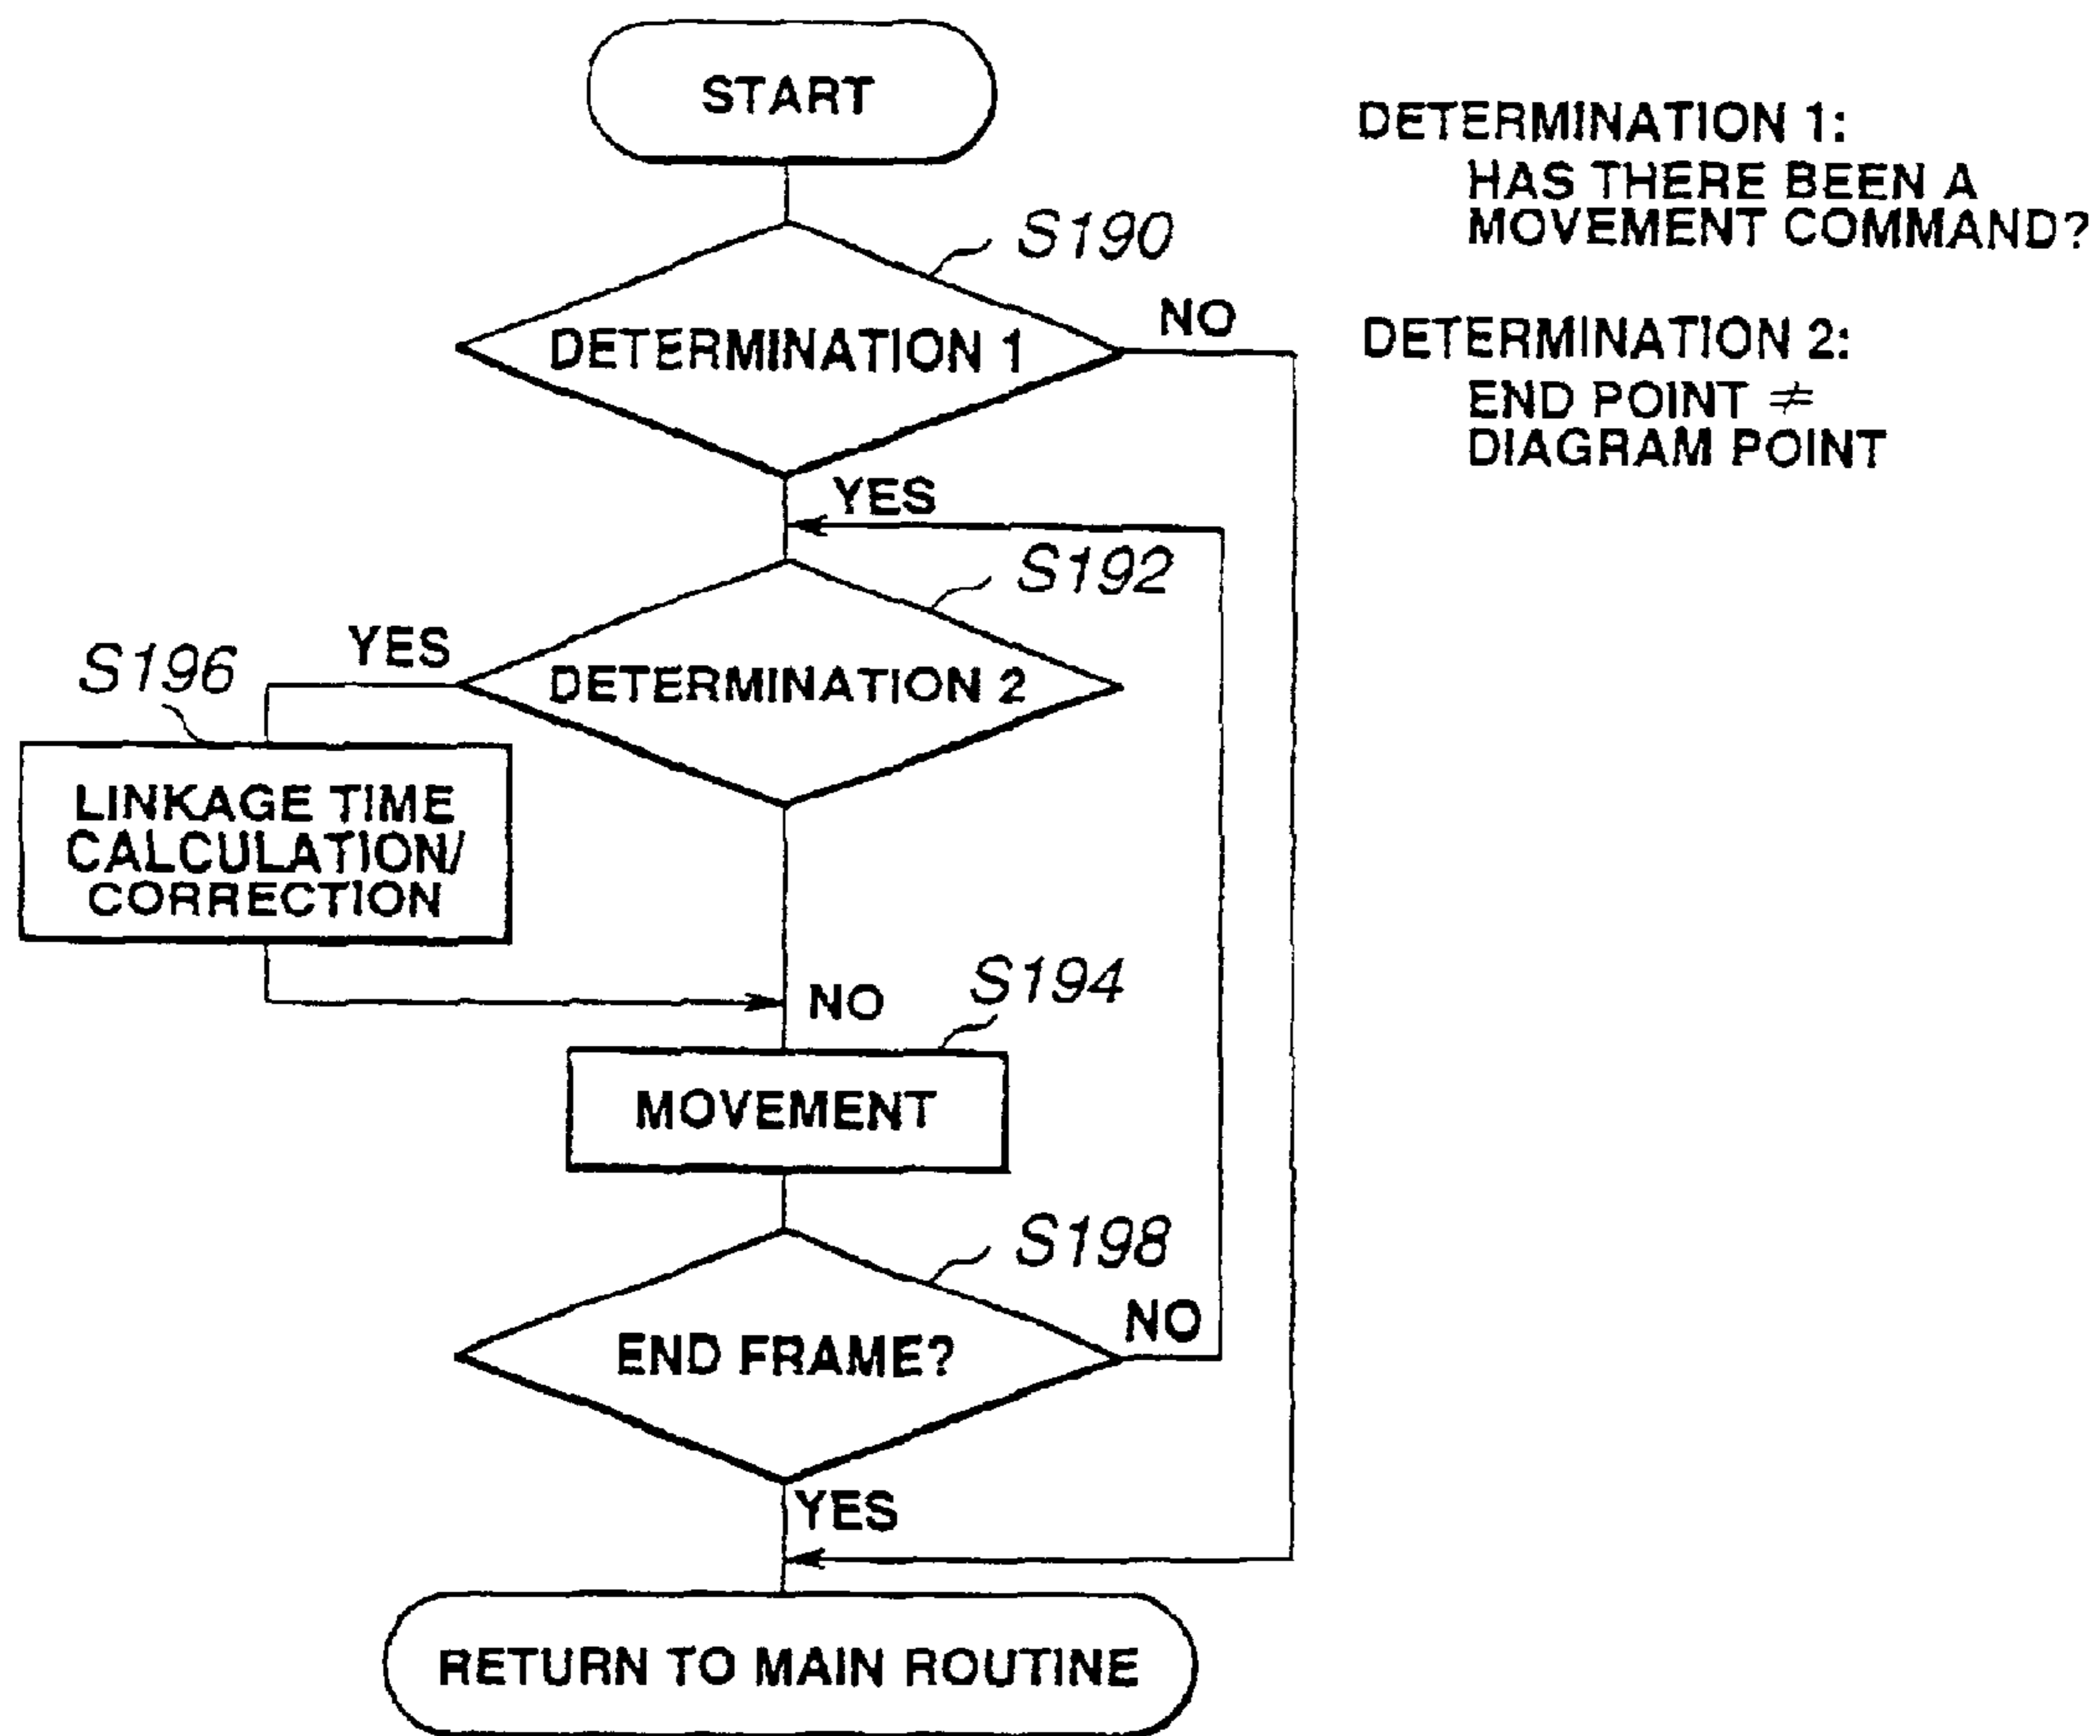 START
DETERMINATION 1:
HAS THERE BEEN A
MOVEMENT COMMAND?
S190
NO
DETERMINATION 1
DETERMINATION 2:
END POINT ≠
DIAGRAM POINT
YES
S192
YES
S196
DETERMINATION 2
LINKAGE TIME
CALCULATION/
CORRECTION
S194
NO
MOVEMENT
S198
NO
END FRAME?
YES
RETURN TO MAIN ROUTINE